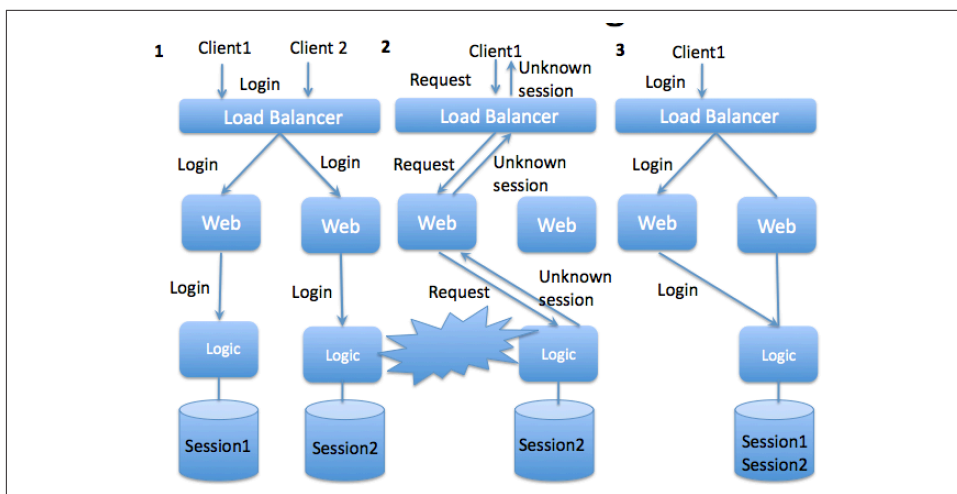 1
Client1
Client 2
Login
Load Balancer
Login
Login
Web
Web
Login
Login
Logic
Logic
Session1
Session2
2
Client1
Request
Unknown
session
Load Balancer
Request
Unknown
session
Web
Web
Request
Unknown
session
Logic
Session2
3
Client1
Login
Load Balancer
Login
Web
Web
Login
Logic
Session1
Session2